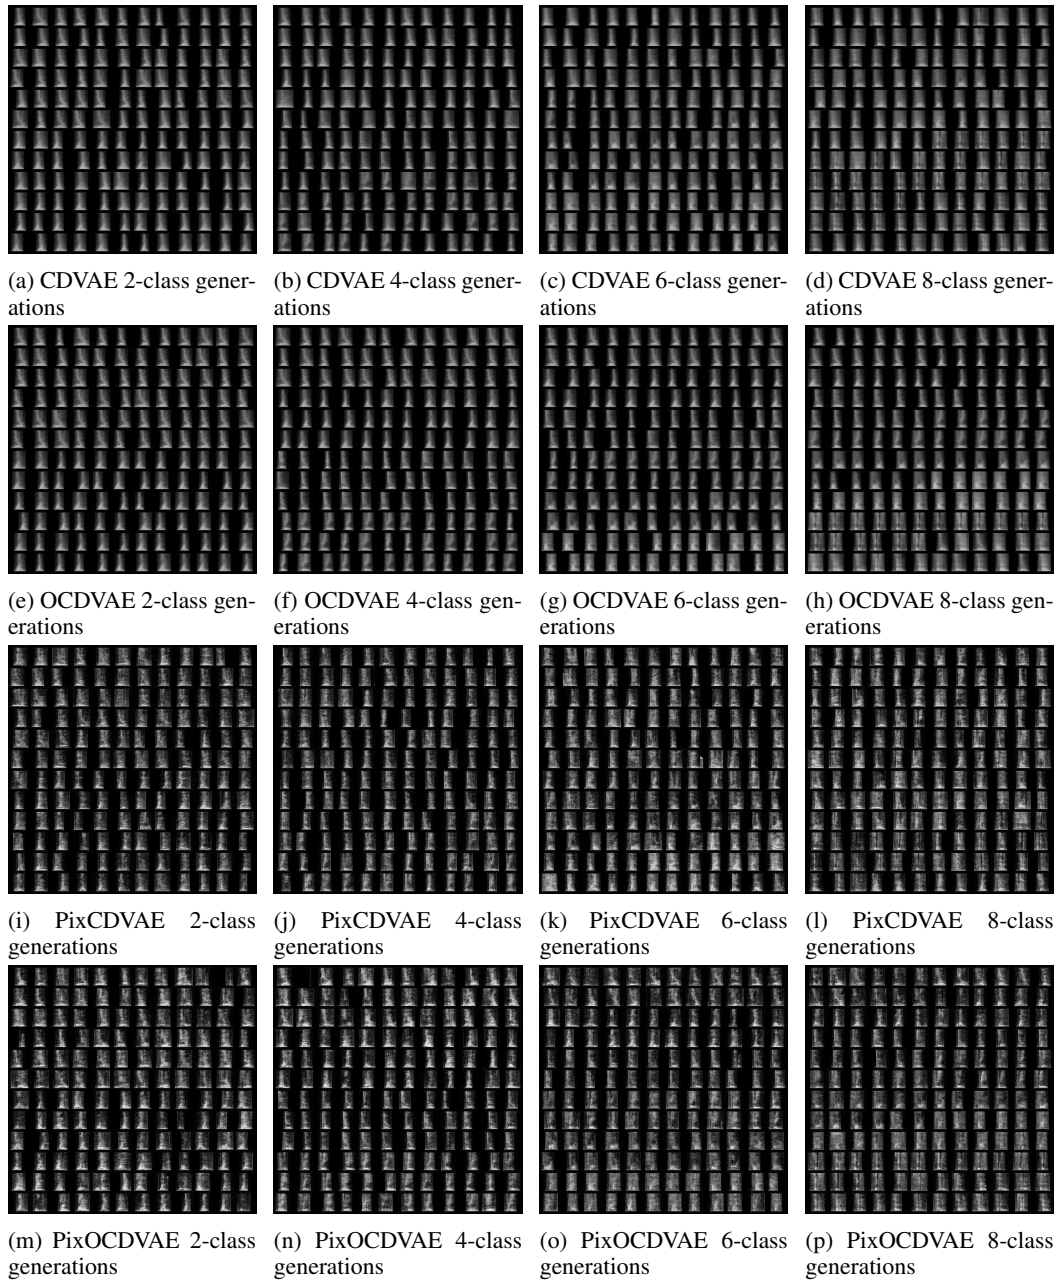 (a) CDVAE 2-class gener-
ations
(b) CDVAE 4-class gener-
ations
(c) CDVAE 6-class gener-
ations
(d) CDVAE 8-class gener-
ations
(e) OCDVAE 2-class gen-
erations
(f) OCDVAE 4-class gen-
erations
(g) OCDVAE 6-class gen-
erations
(h) OCDVAE 8-class gen-
erations
(i) PixCDVAE 2-class
generations
(j) PixCDVAE 4-class
generations
(k) PixCDVAE 6-class
generations
(l) PixCDVAE 8-class
generations
(m) PixOCDVAE 2-class
generations
(n) PixOCDVAE 4-class
generations
(o) PixOCDVAE 6-class
generations
(p) PixOCDVAE 8-class
generations